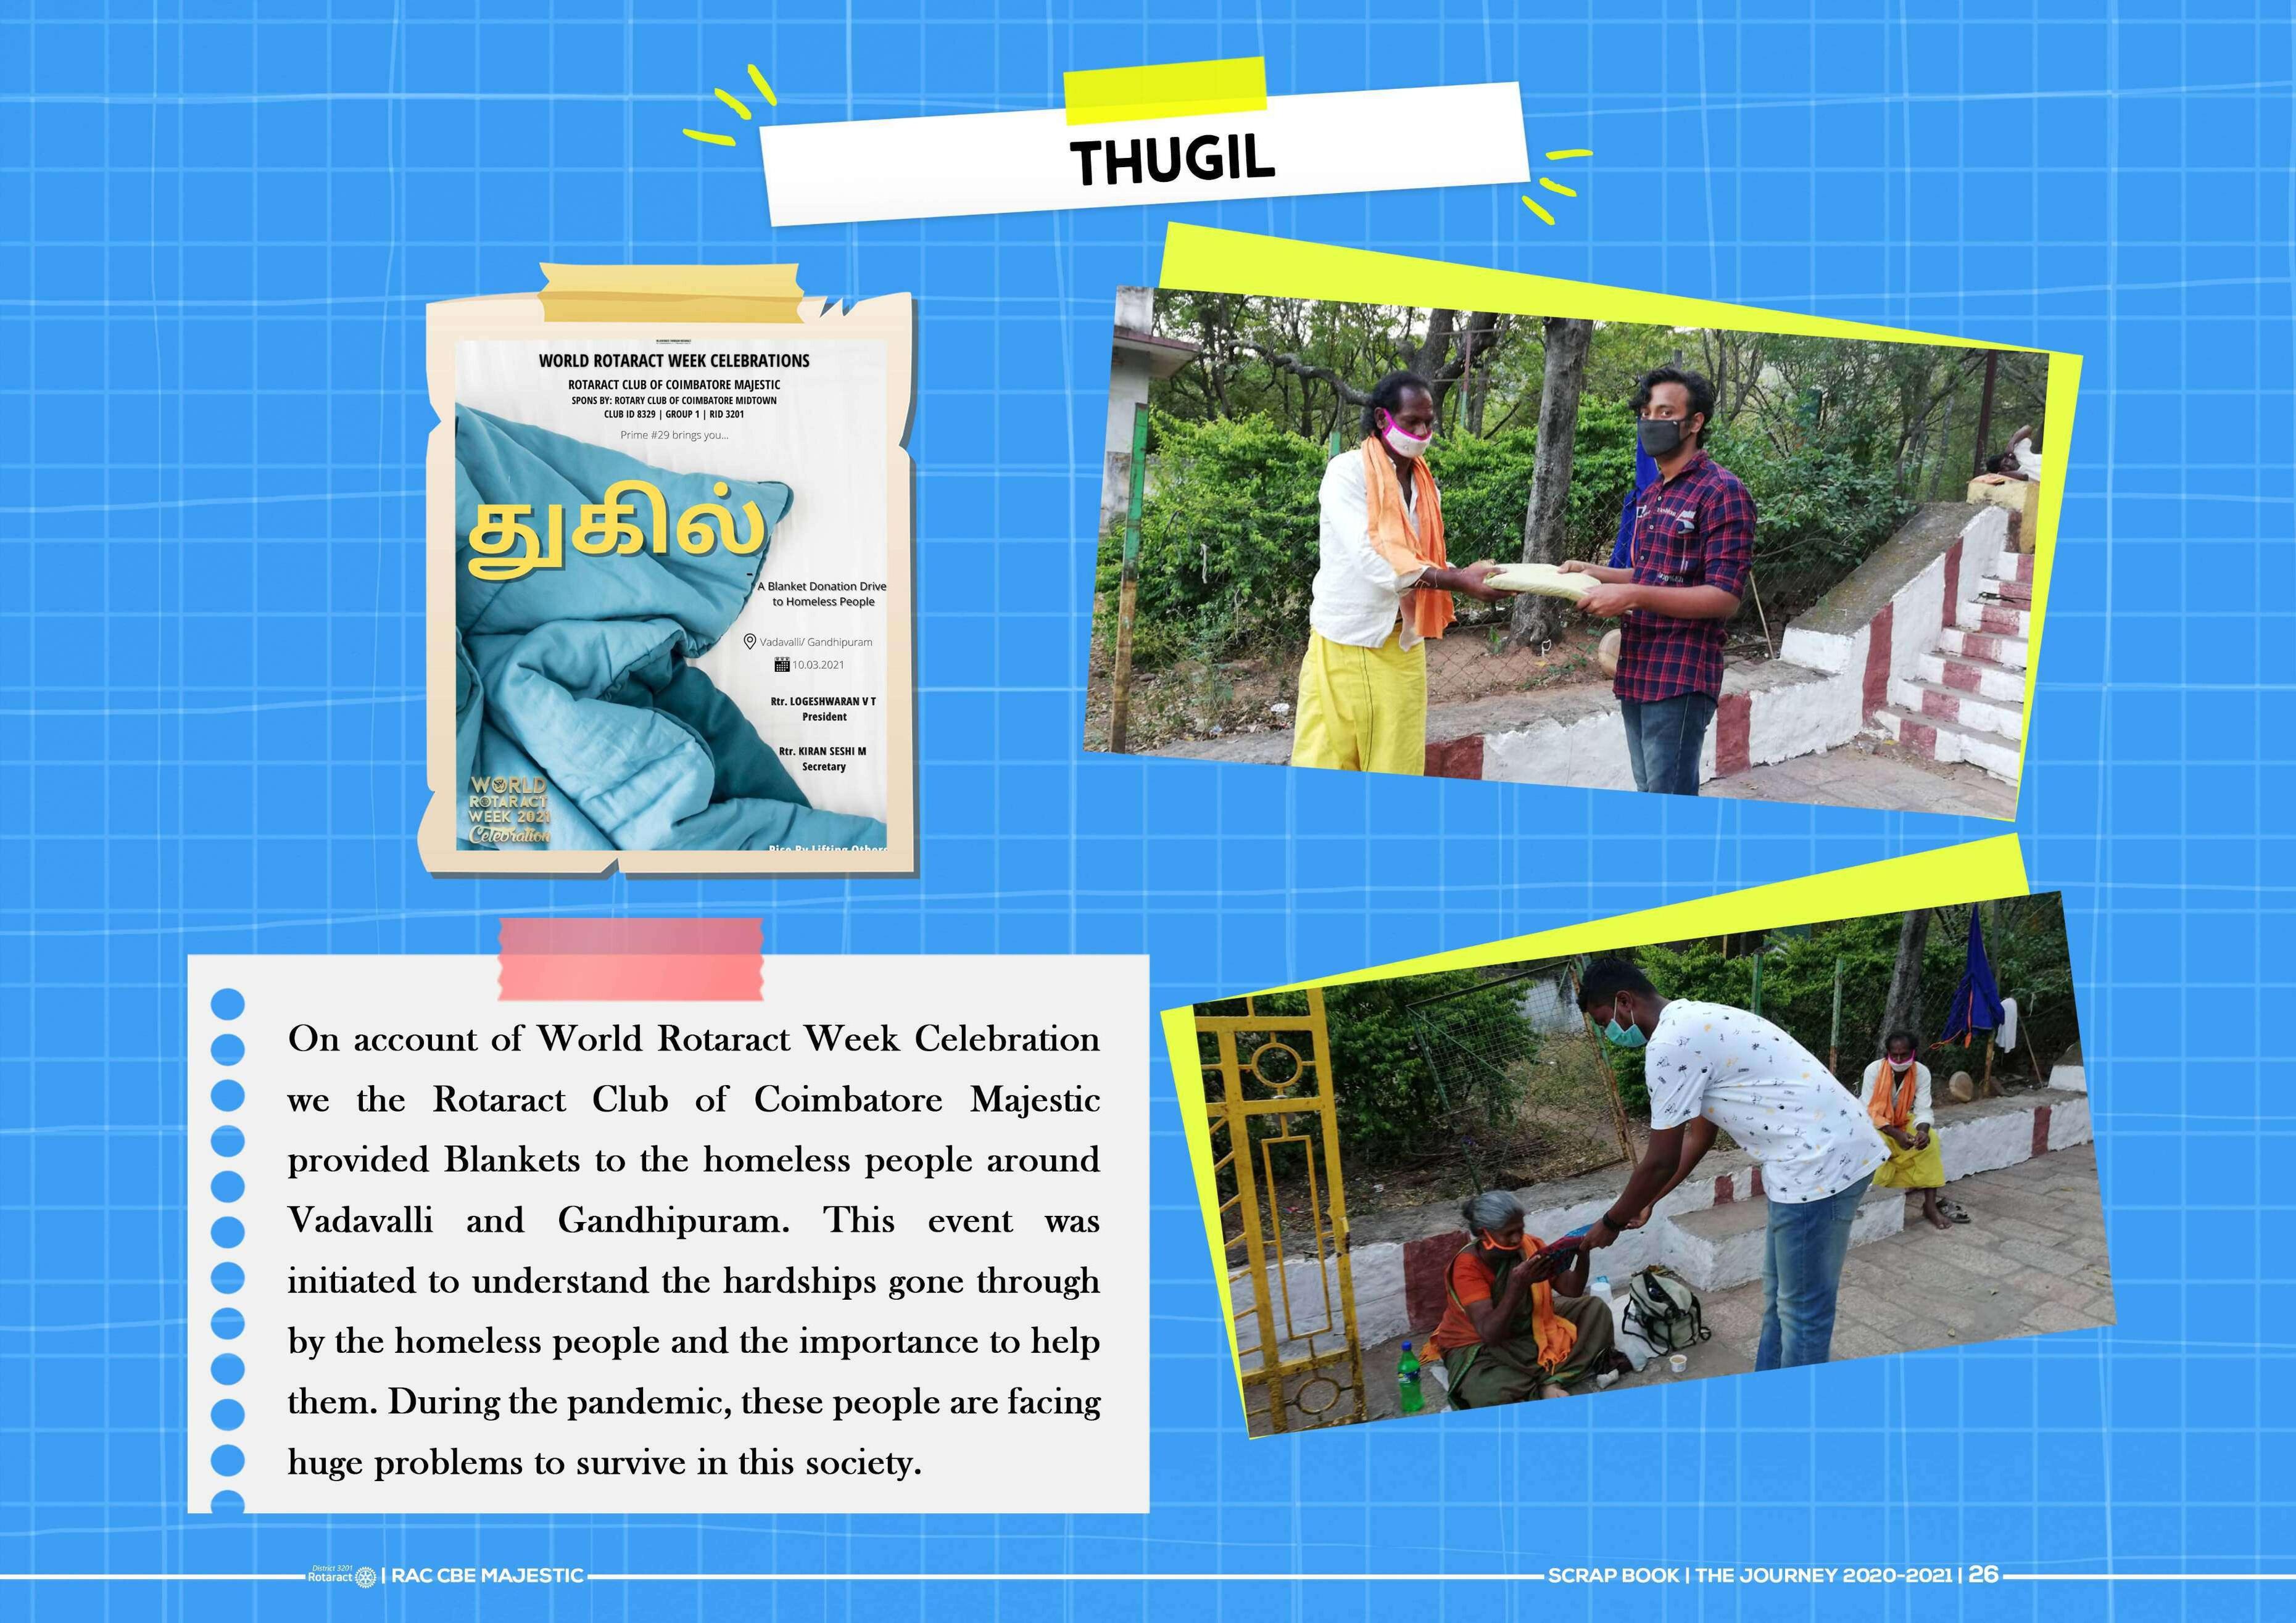 THUGIL
WORLD ROTARACT WEEK CELEBRATIONS
ROTARACT CLUB OF COIMBATORE MAJESTIC
SPONS BY: ROTARY CLUB OF COIMBATORE MIDTOWN
CLUB ID 8329 | GROUP 1 | RID 3201
Prime #29 brings you...
துகில்
- A Blanket Donation Drive
to Homeless People
Vadavalli/ Gandhipuram
10.03.2021
Rtr. LOGESHWARAN V T
President
Rtr. KIRAN SESHI M
Secretary
WORLD
ROTARACT
WEEK 2021
Celebration
Rise By Lifting Others
On account of World Rotaract Week Celebration
we the Rotaract Club of Coimbatore Majestic
provided Blankets to the homeless people around
Vadavalli and Gandhipuram. This event was
initiated to understand the hardships gone through
by the homeless people and the importance to help
them. During the pandemic, these people are facing
huge problems to survive in this society.
District 3201
Rotaract | RAC CBE MAJESTIC
SCRAP BOOK | THE JOURNEY 2020-2021 | 26